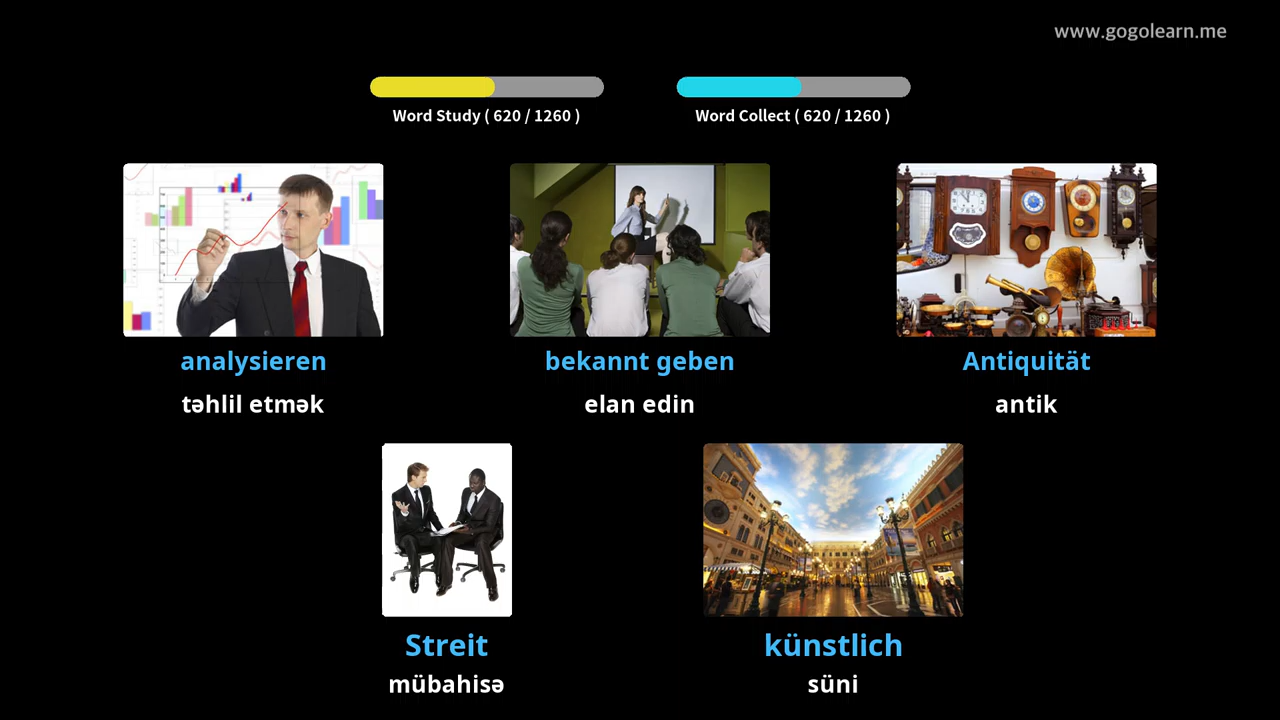 www.gogolearn.me
Word Study ( 620 / 1260 )
Word Collect ( 620 / 1260 )
analysieren
bekannt geben
Antiquität
təhlil etmək
elan edin
antik
Streit
künstlich
mübahisə
süni